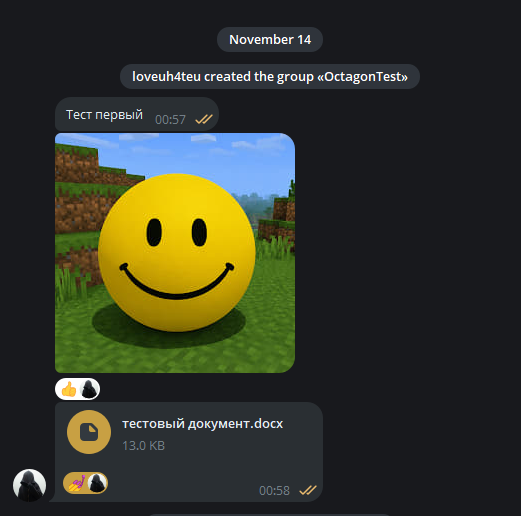 November 14
loveuh4teu created the group «OctagonTest»
Тест первый 00:57
тестовый документ.docx
13.0 KB
00:58